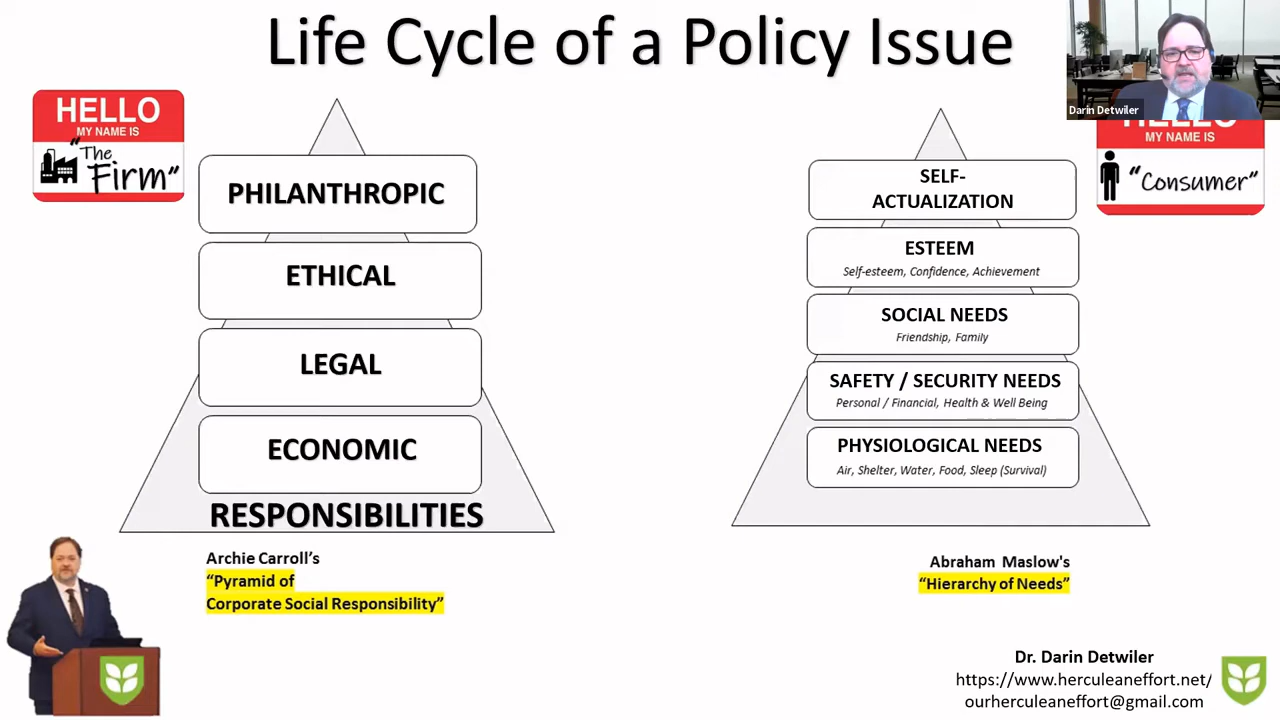 Life Cycle of a Policy Issue
Darin Detwiler
HELLO
MY NAME IS
"The
Firm"
PHILANTHROPIC
ETHICAL
LEGAL
ECONOMIC
RESPONSIBILITIES
Archie Carroll's
“Pyramid of
Corporate Social Responsibility”
HELLO
MY NAME IS
"Consumer"
SELF-
ACTUALIZATION
ESTEEM
Self-esteem, Confidence, Achievement
SOCIAL NEEDS
Friendship, Family
SAFETY / SECURITY NEEDS
Personal / Financial, Health & Well Being
PHYSIOLOGICAL NEEDS
Air, Shelter, Water, Food, Sleep (Survival)
Abraham Maslow's
“Hierarchy of Needs”
Dr. Darin Detwiler
https://www.herculeaneffort.net/
ourherculeaneffort@gmail.com